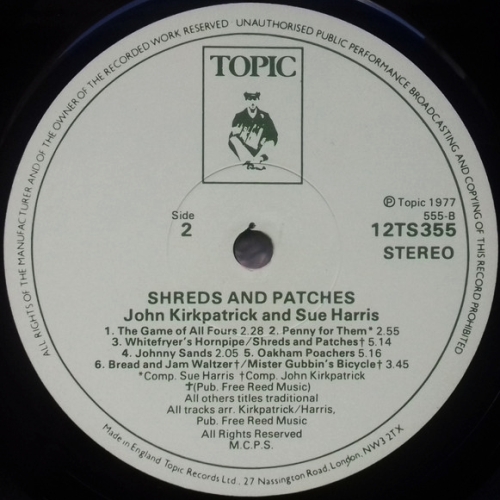 ALL RIGHTS OF THE MANUFACTURER AND OF THE OWNER OF THE RECORDED WORK RESERVED UNAUTHORISED PUBLIC PERFORMANCE BROADCASTING AND COPYING OF THIS RECORD PROHIBITED
TOPIC
Side
2
Ⓟ Topic 1977
555-B
12TS355
STEREO
SHREDS AND PATCHES
John Kirkpatrick and Sue Harris
1. The Game of All Fours 2.28 2. Penny for Them* 2.55
3. Whitefryer's Hornpipe/Shreds and Patches† 5.14
4. Johnny Sands 2.05 5. Oakham Poachers 5.16
6. Bread and Jam Waltzer†/Mister Gubbin's Bicycle† 3.45
*Comp. Sue Harris †Comp. John Kirkpatrick
†(Pub. Free Reed Music)
All others titles traditional
All tracks arr. Kirkpatrick/Harris,
Pub. Free Reed Music
All Rights Reserved
M.C.P.S.
Made in England Topic Records Ltd., 27 Nassington Road, London, NW3 2TX